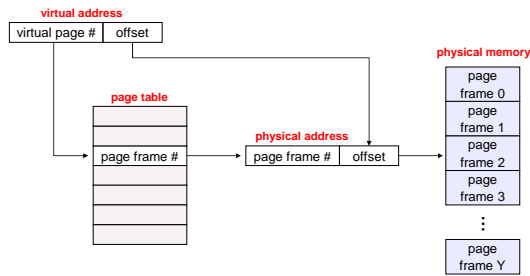 virtual address
virtual page # offset
physical memory
page
frame 0
page
frame 1
page
frame 2
page
frame 3
⋮
page
frame Y
page table
page frame #
physical address
page frame # offset